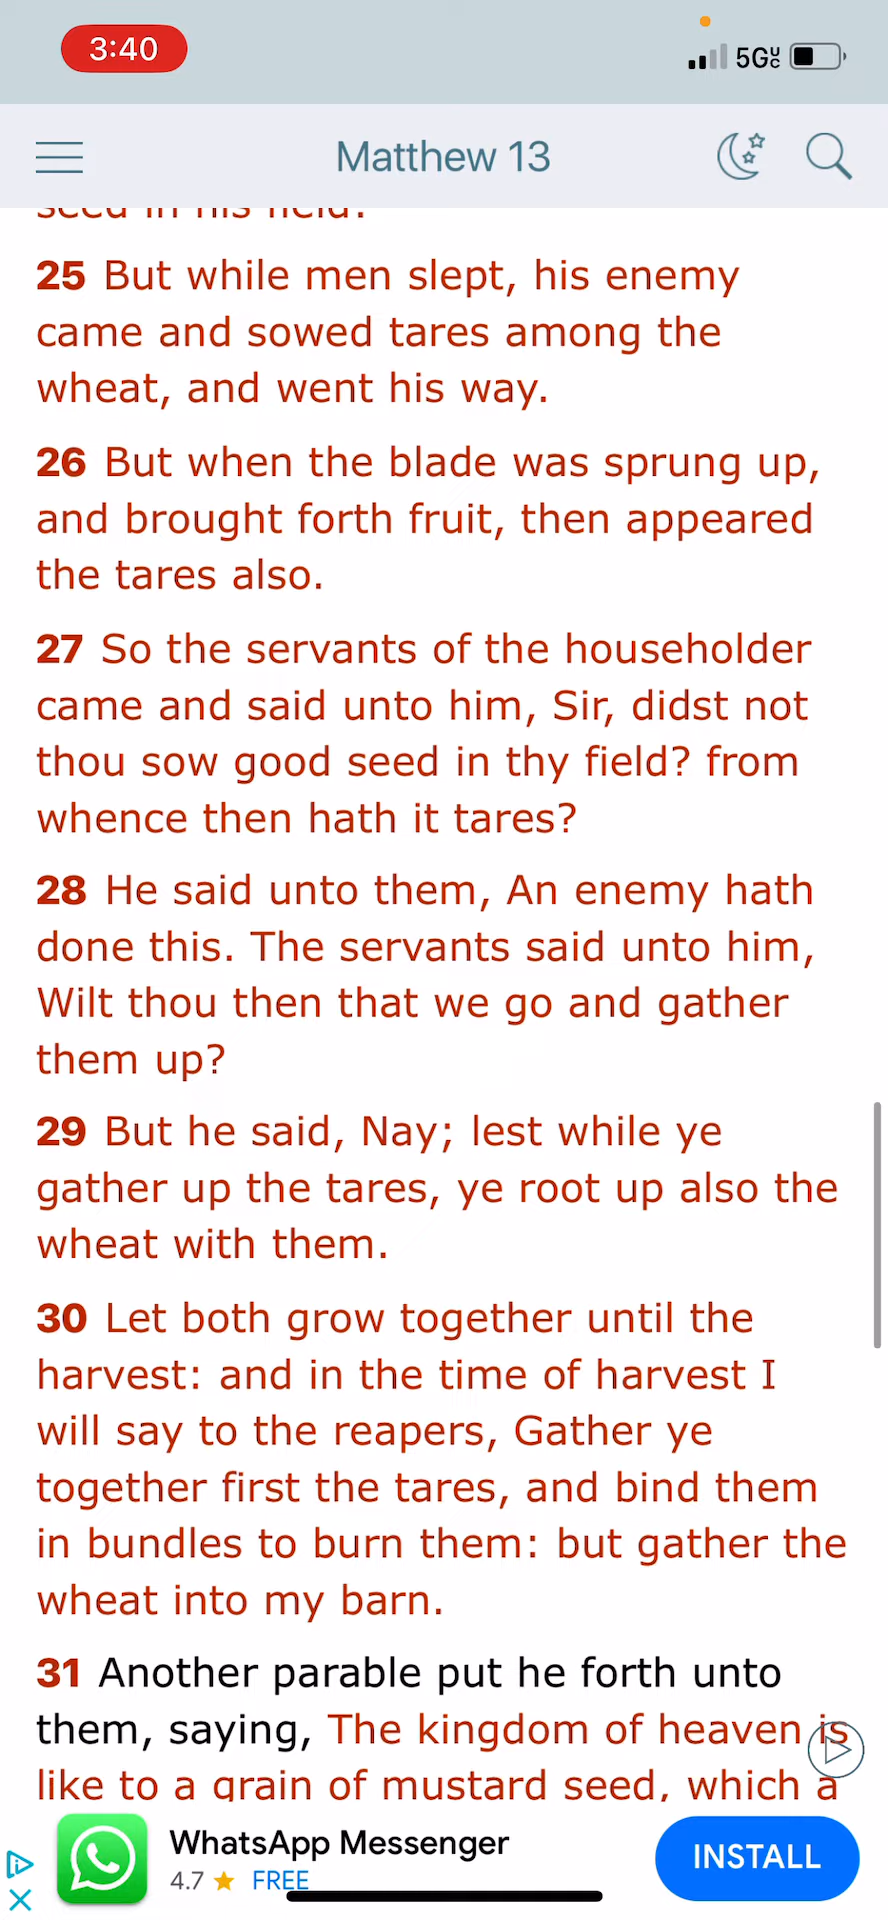 3:40
5G
Matthew 13
seed in his field:
25 But while men slept, his enemy
came and sowed tares among the
wheat, and went his way.
26 But when the blade was sprung up,
and brought forth fruit, then appeared
the tares also.
27 So the servants of the householder
came and said unto him, Sir, didst not
thou sow good seed in thy field? from
whence then hath it tares?
28 He said unto them, An enemy hath
done this. The servants said unto him,
Wilt thou then that we go and gather
them up?
29 But he said, Nay; lest while ye
gather up the tares, ye root up also the
wheat with them.
30 Let both grow together until the
harvest: and in the time of harvest I
will say to the reapers, Gather ye
together first the tares, and bind them
in bundles to burn them: but gather the
wheat into my barn.
31 Another parable put he forth unto
them, saying, The kingdom of heaven is
like to a grain of mustard seed, which a
WhatsApp Messenger
4.7 ★ FREE
INSTALL